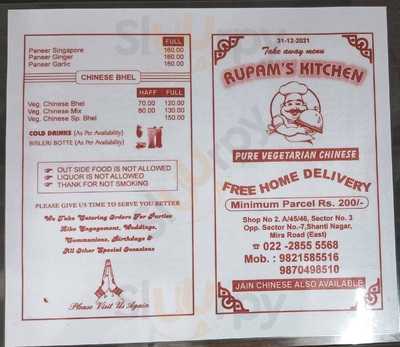 FULL
Paneer Singapore 160.00
Paneer Ginger 160.00
Paneer Garlic 160.00
CHINESE BHEL
HAFF FULL
Veg. Chinese Bhel 70.00 120.00
Veg. Chinese Mix 80.00 130.00
Veg. Chinese Sp. Bhel 150.00
COLD DRINKS (As Per Availability)
BISLERI BOTTE (As Per Availability)
OUT SIDE FOOD IS NOT ALLOWED
LIQUOR IS NOT ALLOWED
THANK FOR NOT SMOKING
PLEASE GIVE US TIME TO SERVE YOU BETTER
We Take Catering Orders For Parties
Like Engagement, Weddings,
Communions, Birthdays &
All Other Special Occasions
Please Visit Us Again
31-12-2021
Take away menu
RUPAM'S KITCHEN
PURE VEGETARIAN CHINESE
FREE HOME DELIVERY
Minimum Parcel Rs. 200/-
Shop No 2, A/45/46, Sector No. 3
Opp. Sector No.-7, Shanti Nagar,
Mira Road (East)
☎ 022 -2855 5568
Mob. : 9821585516
9870498510
JAIN CHINESE ALSO AVAILABLE